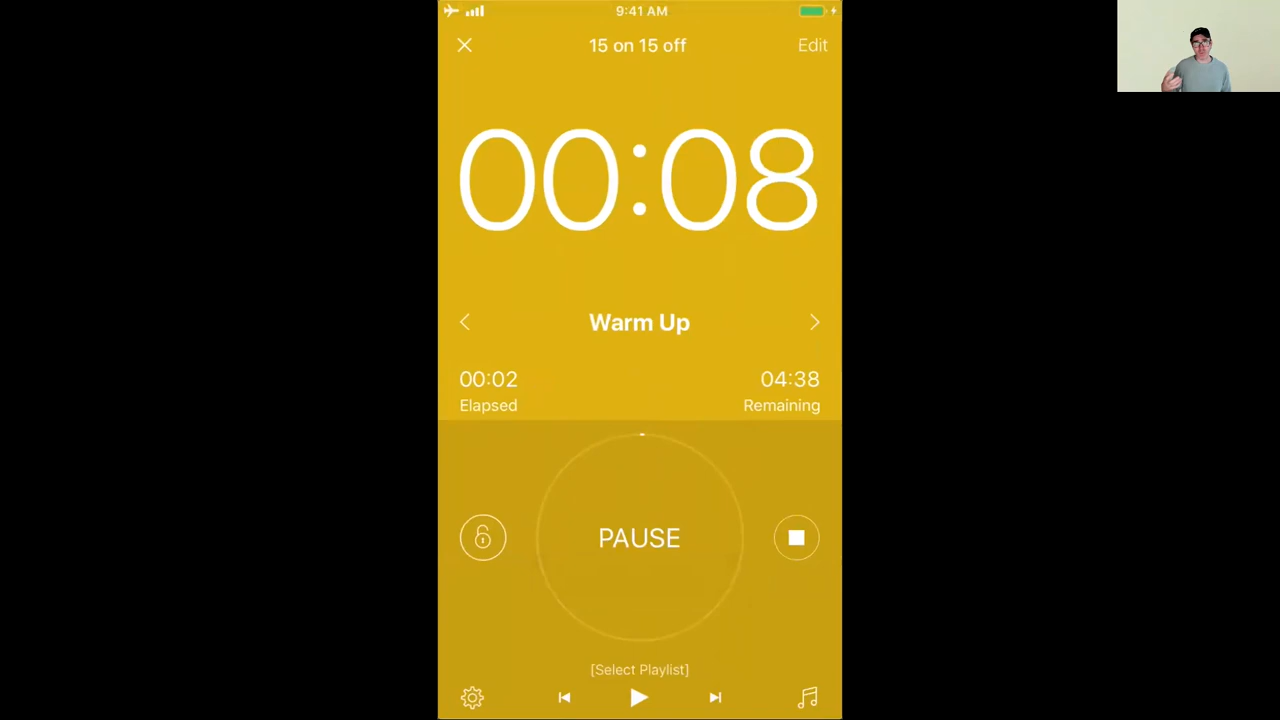 9:41 AM
15 on 15 off
Edit
00:08
Warm Up
00:02
04:38
Elapsed
Remaining
PAUSE
[Select Playlist]